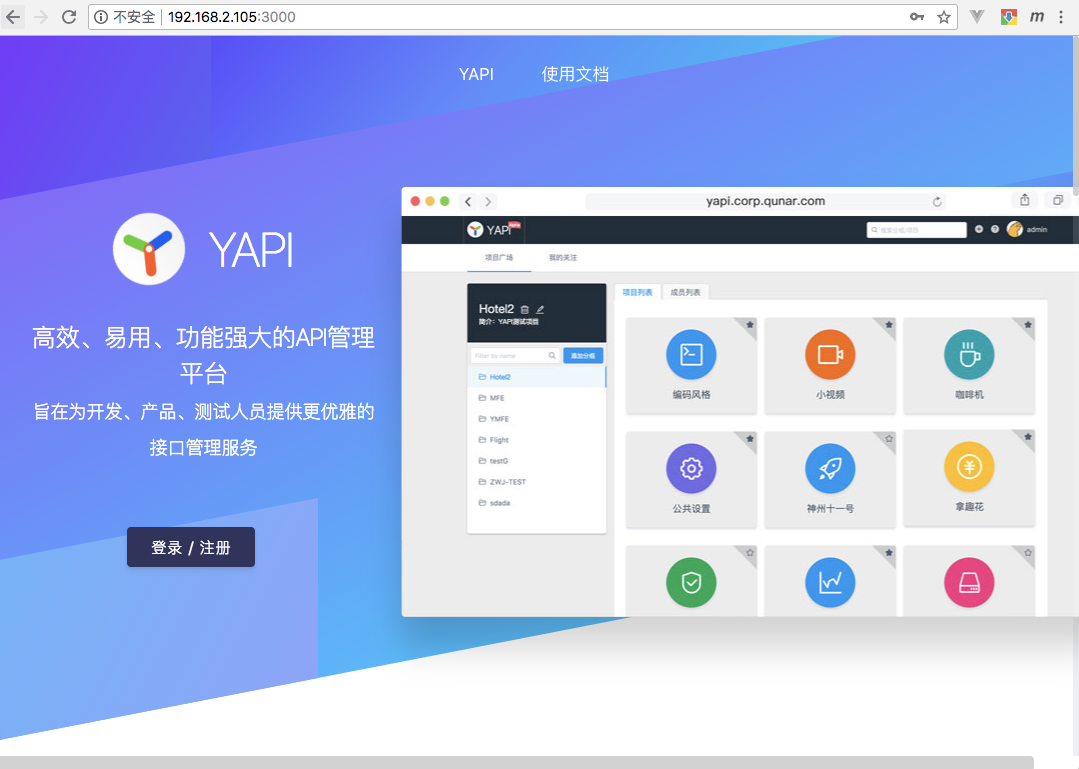 不安全 192.168.2.105:3000
YAPI 使用文档
YAPI
高效、易用、功能强大的API管理
平台
旨在为开发、产品、测试人员提供更优雅的
接口管理服务
登录 / 注册
yapi.corp.qunar.com
YAPI
搜索分组/项目
admin
项目广场 我的关注
Hotel2
简介：YAPI测试项目
Filter by name 添加分组
Hotel2
MFE
YMFE
Flight
testG
ZWJ-TEST
sdada
项目列表 成员列表
编码风格 小视频 咖啡机
公共设置 神州十一号 拿趣花